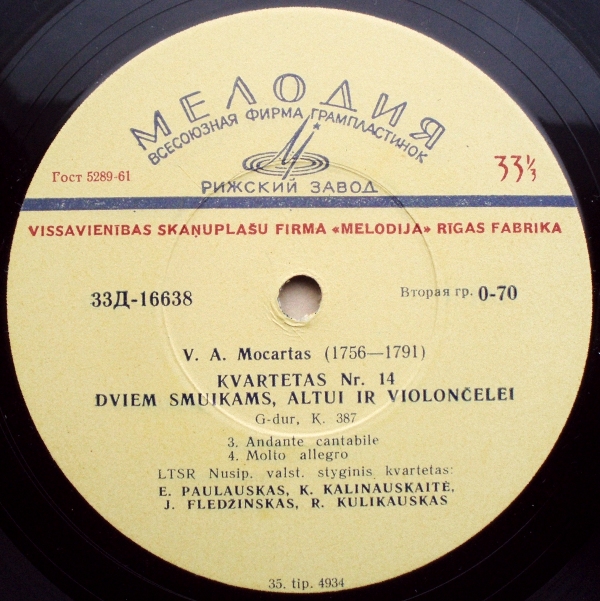 МЕЛОДИЯ
ВСЕСОЮЗНАЯ ФИРМА ГРАМПЛАСТИНОК
Гост 5289-61
33⅓
РИЖСКИЙ ЗАВОД
VISSAVIENĪBAS SKAŅUPLAŠU FIRMA «MELODIJA» RĪGAS FABRIKA
33Д-16638
Вторая гр. 0-70
V. A. Mocartas (1756—1791)
KVARTETAS Nr. 14
DVIEM SMUIKAMS, ALTUI IR VIOLONČELEI
G-dur, K. 387
3. Andante cantabile
4. Molto allegro
LTSR Nusip. valst. styginis kvartetas:
E. PAULAUSKAS, K. KALINAUSKAITĖ,
J. FLEDŽINSKAS, R. KULIKAUSKAS
35. tip. 4934